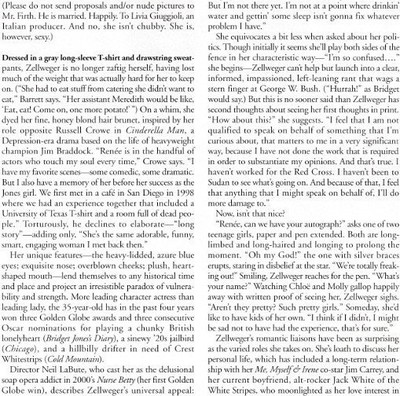 (Please do not send proposals and/or nude pictures to
Mr. Firth. He is married. Happily. To Livia Giuggioli, an
Italian producer. And no, she isn't chubby. She is,
however, sexy.)
Dressed in a gray long-sleeve T-shirt and drawstring sweat-
pants, Zellweger is no longer zaftig herself, having lost
much of the weight that was actually hard for her to keep
on. ("She had to eat stuff from catering she didn't want to
eat," Barrett says. "Her assistant Meredith would be like,
'Eat, eat! Come on, one more potato!' ") On a whim, she
dyed her fine, honey blond hair brunet, inspired by her
role opposite Russell Crowe in Cinderella Man, a
Depression-era drama based on the life of heavyweight
champion Jim Braddock. "Renée is in the handful of
actors who touch my soul every time," Crowe says. "I
have my favorite scenes—some comedic, some dramatic.
But I also have a memory of her before her success as the
Jones girl. We first met in a café in San Diego in 1998
where we had an experience together that included a
University of Texas T-shirt and a room full of dead peo-
ple." Torturously, he declines to elaborate—"long
story"—adding only, "She's the same adorable, funny,
smart, engaging woman I met back then."
Her unique features—the heavy-lidded, azure blue
eyes; exquisite nose; overblown cheeks; plush, heart-
shaped mouth—lend themselves to any historical time
and place and project an irresistible paradox of vulnera-
bility and strength. More leading character actress than
leading lady, the 35-year-old has in the past four years
won three Golden Globe awards and three consecutive
Oscar nominations for playing a chunky British
lonelyheart (Bridget Jones's Diary), a sinewy '20s jailbird
(Chicago), and a hillbilly drifter in need of Crest
Whitestrips (Cold Mountain).
Director Neil LaBute, who cast her as the delusional
soap opera addict in 2000's Nurse Betty (her first Golden
Globe win), describes Zellweger's universal appeal:
But I'm not there yet. I'm not at a point where drinkin'
water and gettin' some sleep isn't gonna fix whatever
problem I have."
She equivocates a bit less when asked about her poli-
tics. Though initially it seems she'll play both sides of the
fence in her characteristic way—"I'm so confused...."
she begins—Zellweger can't help but launch into a clear,
informed, impassioned, left-leaning rant that wags a
stern finger at George W. Bush. ("Hurrah!" as Bridget
would say.) But this is no sooner said than Zellweger has
second thoughts about seeing her first thoughts in print.
"How about this?" she suggests. "I feel that I am not
qualified to speak on behalf of something that I'm
curious about, that matters to me in a very significant
way, because I have not done the work that is required
in order to substantiate my opinions. And that's true. I
haven't worked for the Red Cross. I haven't been to
Sudan to see what's going on. And because of that, I feel
that anything that I might speak on behalf of, I'll do
more damage to."
Now, isn't that nice?
"Renée, can we have your autograph?" asks one of two
teenage girls, paper and pen extended. Both are long-
limbed and long-haired and longing to prolong the
moment. "Oh my God!" the one with silver braces
erupts, staring in disbelief at the star. "We're totally freak-
ing out!" Smiling, Zellweger reaches for the pen. "What's
your name?" Watching Chloë and Molly gallop happily
away with written proof of seeing her, Zellweger sighs.
"Aren't they pretty? Such pretty girls." Someday, she'd
like to have kids of her own. "I think if I didn't, I might
be sad not to have had the experience, that's for sure."
Zellweger's romantic liaisons have been as surprising
as the varied roles she takes on. She's loath to discuss her
personal life, which has included a long-term relation-
ship with her Me, Myself & Irene co-star Jim Carrey, and
her current boyfriend, alt-rocker Jack White of the
White Stripes, who moonlighted as her love interest in